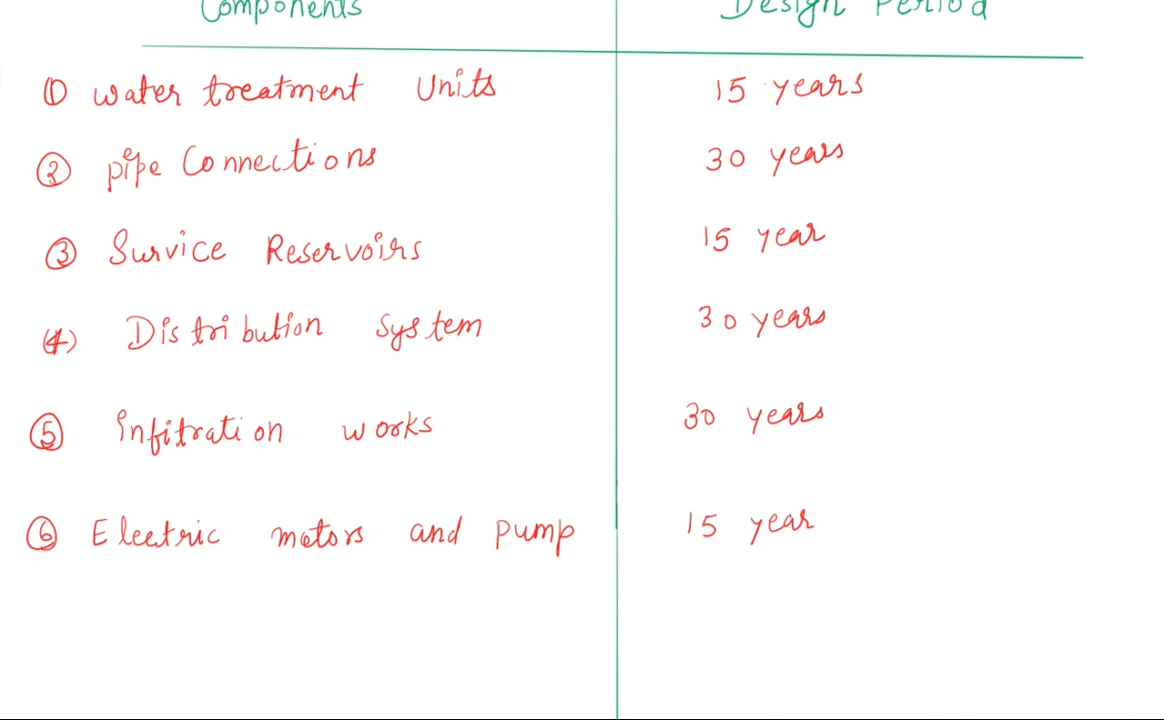 Components Design Period
① water treatment Units 15 years
② pipe Connections 30 years
③ Survice Reservoirs 15 year
(4) Distribution system 30 years
⑤ Infitration works 30 years
⑥ Electric motors and pump 15 year